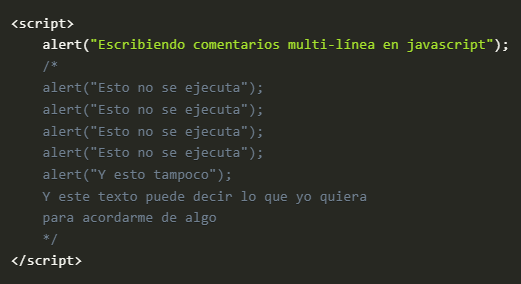 <script>
alert("Escribiendo comentarios multi-línea en javascript");
/*
alert("Esto no se ejecuta");
alert("Esto no se ejecuta");
alert("Esto no se ejecuta");
alert("Esto no se ejecuta");
alert("Y esto tampoco");
Y este texto puede decir lo que yo quiera
para acordarme de algo
*/
</script>